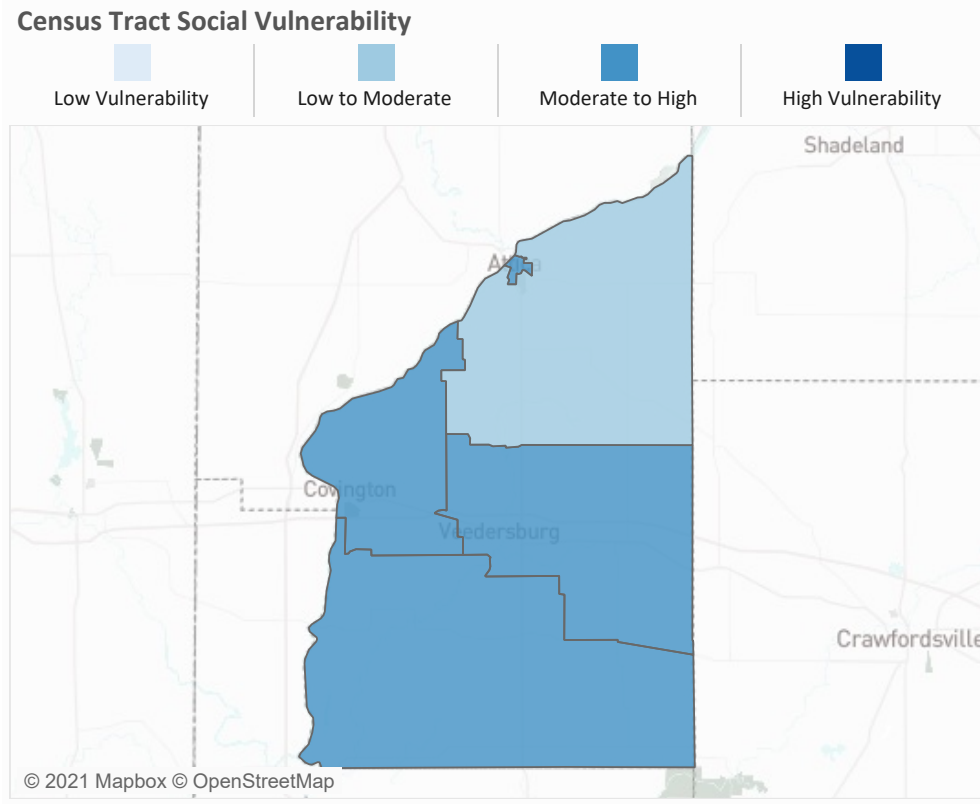 Census Tract Social Vulnerability
Low Vulnerability
Low to Moderate
Moderate to High
High Vulnerability
Shadeland
Covington
Veedersburg
Crawfordsville
© 2021 Mapbox © OpenStreetMap